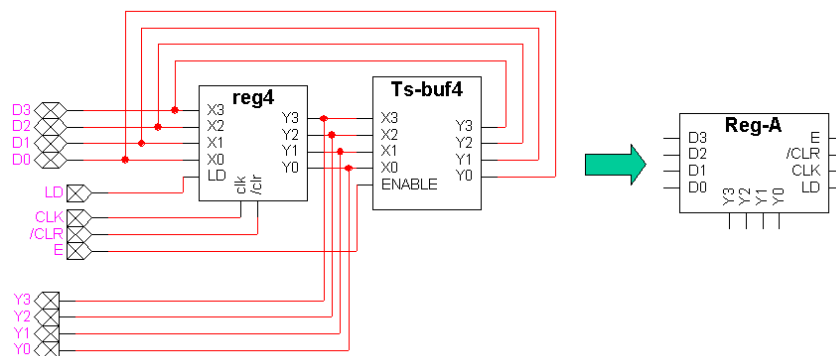 reg4
Ts-buf4
Reg-A
D3
D2
D1
D0
LD
CLK
/CLR
E
Y3
Y2
Y1
Y0
X3
X2
X1
X0
LD
clk
/clr
Y3
Y2
Y1
Y0
X3
X2
X1
X0
ENABLE
Y3
Y2
Y1
Y0
D3
D2
D1
D0
E
/CLR
CLK
LD
Y3
Y2
Y1
Y0